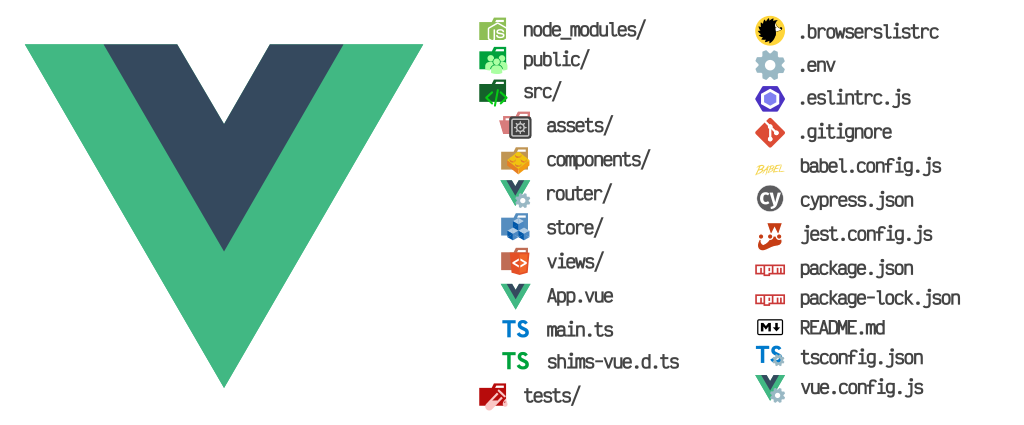 node_modules/
public/
src/
assets/
components/
router/
store/
views/
App.vue
TS main.ts
TS shims-vue.d.ts
tests/
.browserslistrc
.env
.eslintrc.js
.gitignore
BABEL babel.config.js
cy cypress.json
jest.config.js
npm package.json
npm package-lock.json
M README.md
TS tsconfig.json
vue.config.js